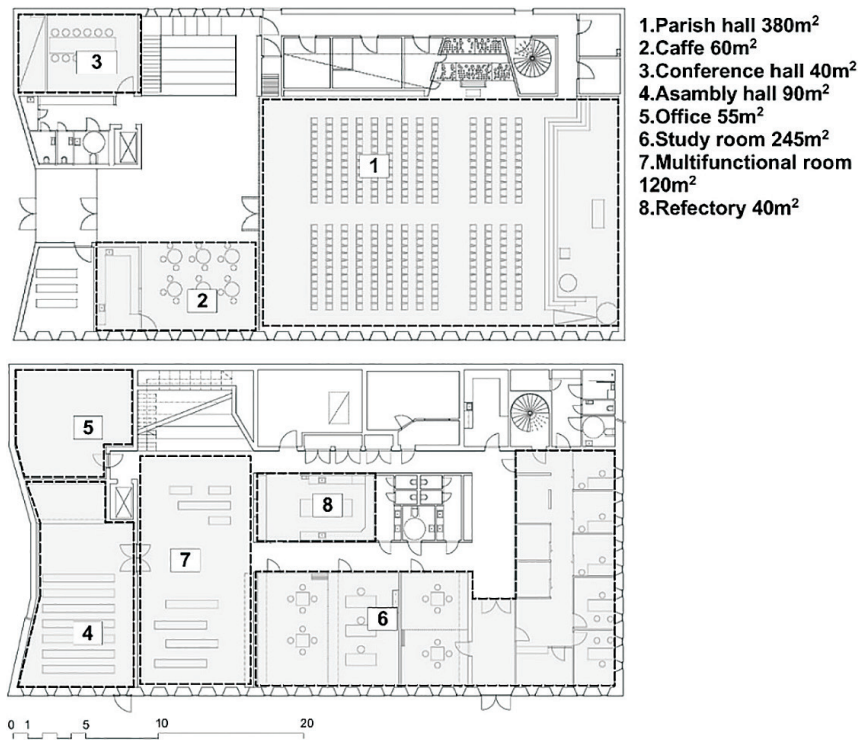 1.Parish hall 380m²
2.Caffe 60m²
3.Conference hall 40m²
4.Asambly hall 90m²
5.Office 55m²
6.Study room 245m²
7.Multifunctional room
120m²
8.Refectory 40m²
3
1
2
5
8
7
6
4
0 1 5 10 20